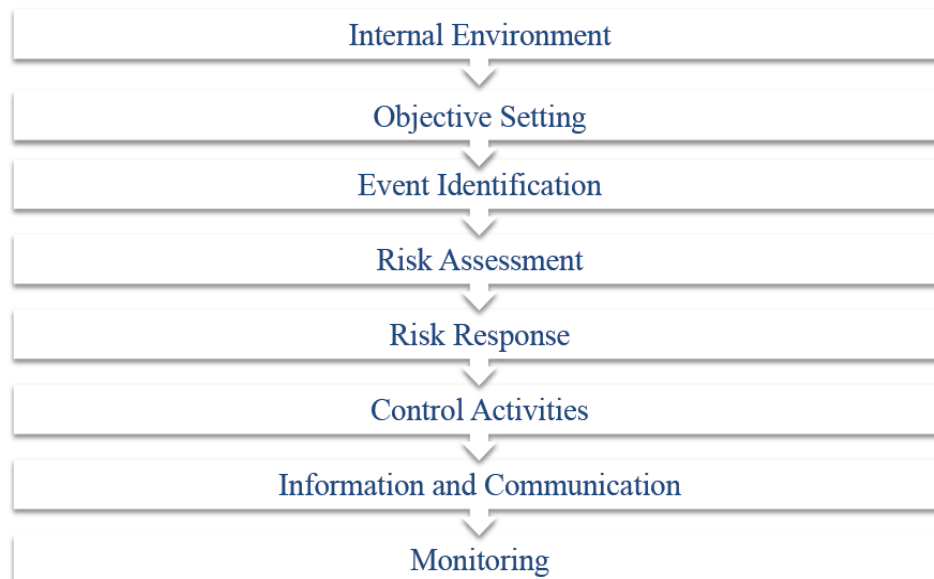 Internal Environment
Objective Setting
Event Identification
Risk Assessment
Risk Response
Control Activities
Information and Communication
Monitoring